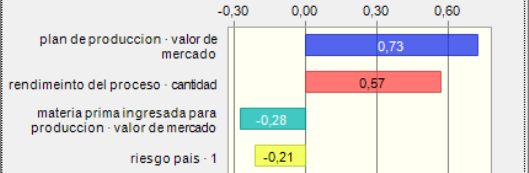 -0,30 0,00 0,30 0,60
plan de produccion · valor de
mercado
0,73
rendimeinto del proceso · cantidad
0,57
materia prima ingresada para
produccion · valor de mercado
-0,28
riesgo pais · 1
-0,21